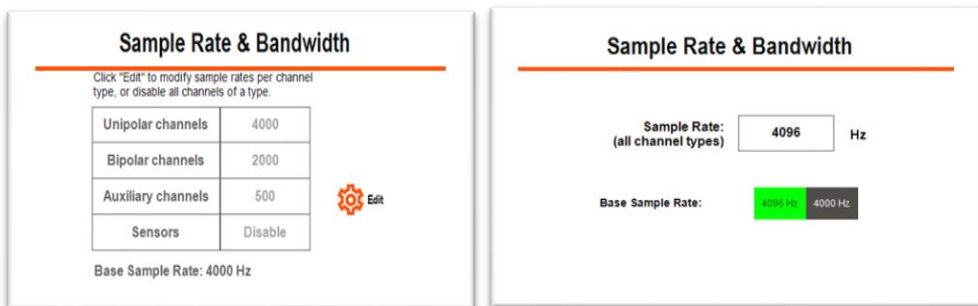 Sample Rate & Bandwidth
Click "Edit" to modify sample rates per channel
type, or disable all channels of a type.
Unipolar channels 4000
Bipolar channels 2000
Auxiliary channels 500
Edit
Sensors Disable
Base Sample Rate: 4000 Hz
Sample Rate & Bandwidth
Sample Rate:
(all channel types)
4096 Hz
Base Sample Rate: 4096 Hz 4000 Hz